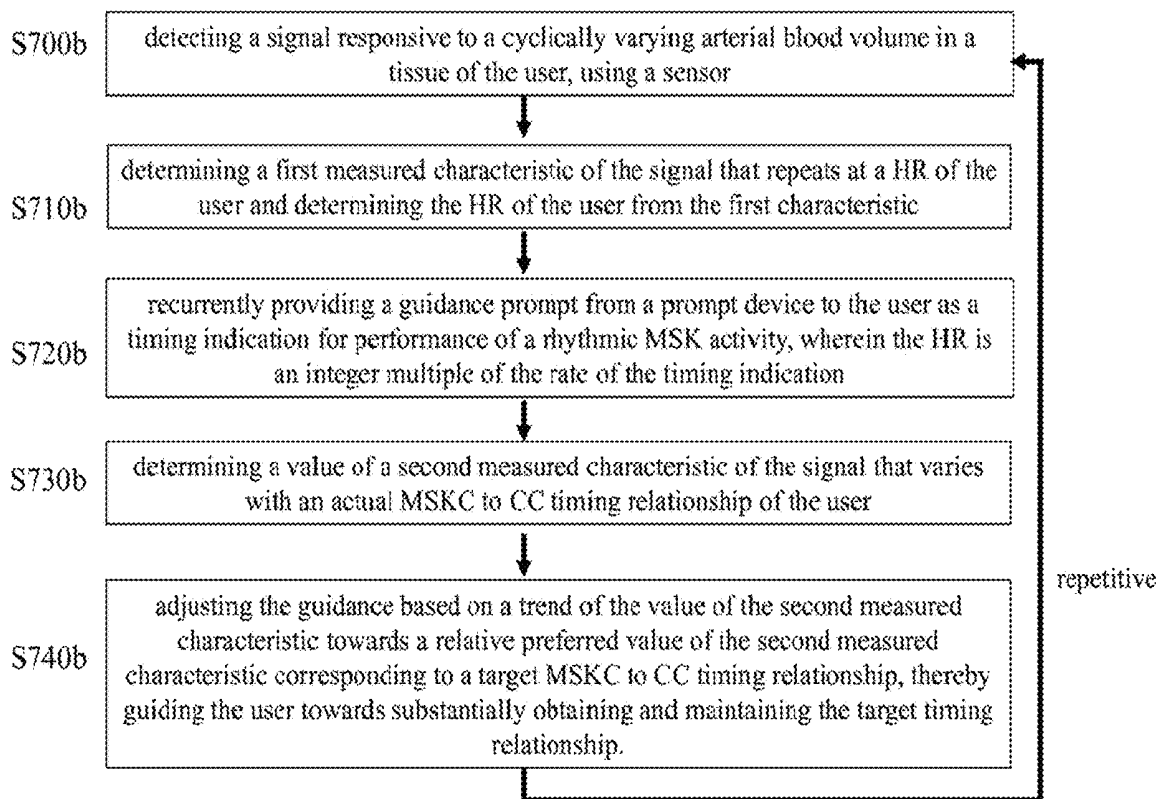 S700b
detecting a signal responsive to a cyclically varying arterial blood volume in a
tissue of the user, using a sensor
S710b
determining a first measured characteristic of the signal that repeats at a HR of the
user and determining the HR of the user from the first characteristic
S720b
recurrently providing a guidance prompt from a prompt device to the user as a
timing indication for performance of a rhythmic MSK activity, wherein the HR is
an integer multiple of the rate of the timing indication
S730b
determining a value of a second measured characteristic of the signal that varies
with an actual MSKC to CC timing relationship of the user
S740b
adjusting the guidance based on a trend of the value of the second measured
characteristic towards a relative preferred value of the second measured
characteristic corresponding to a target MSKC to CC timing relationship, thereby
guiding the user towards substantially obtaining and maintaining the target timing
relationship.
repetitive